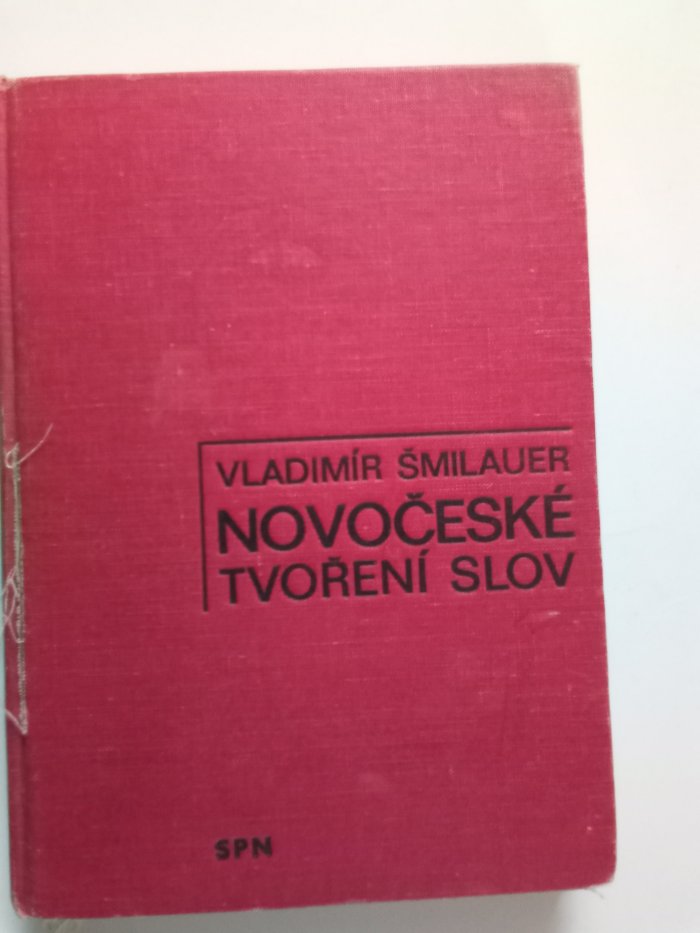 VLADIMÍR ŠMILAUER
NOVOČESKÉ
TVOŘENÍ SLOV
SPN